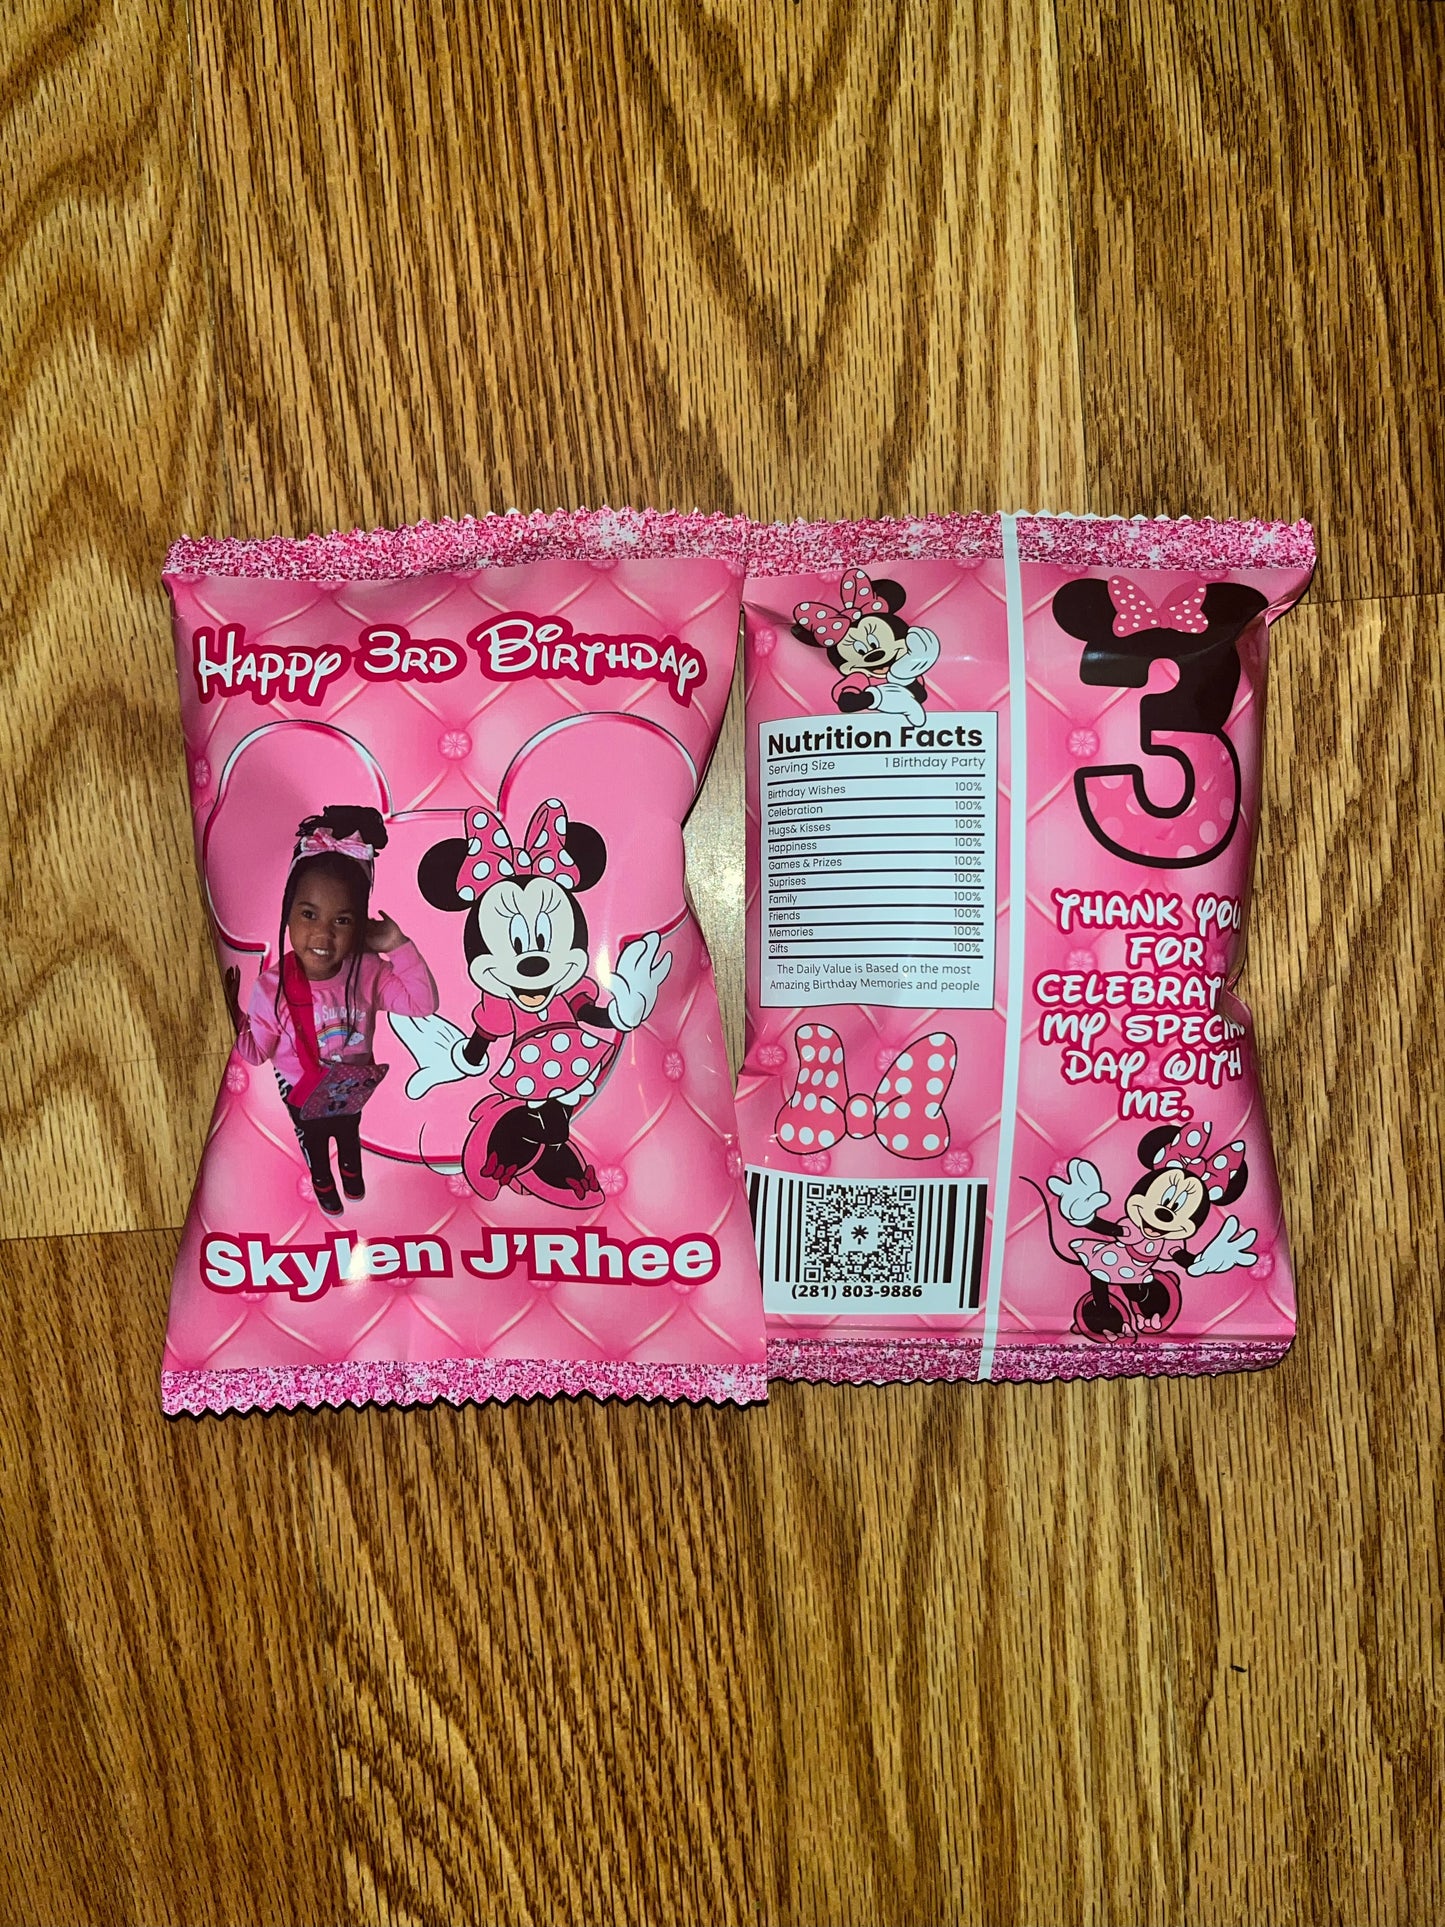 Happy 3rd Birthday
Skylen J'Rhee
Nutrition Facts
Serving Size 1 Birthday Party
Birthday Wishes 100%
Celebration 100%
Hugs& Kisses 100%
Happiness 100%
Games & Prizes 100%
Suprises 100%
Family 100%
Friends 100%
Memories 100%
Gifts 100%
The Daily Value is Based on the most
Amazing Birthday Memories and people
(281) 803-9886
3
THANK YOU
FOR
CELEBRAT
MY SPECIAL
DAY WITH
ME.